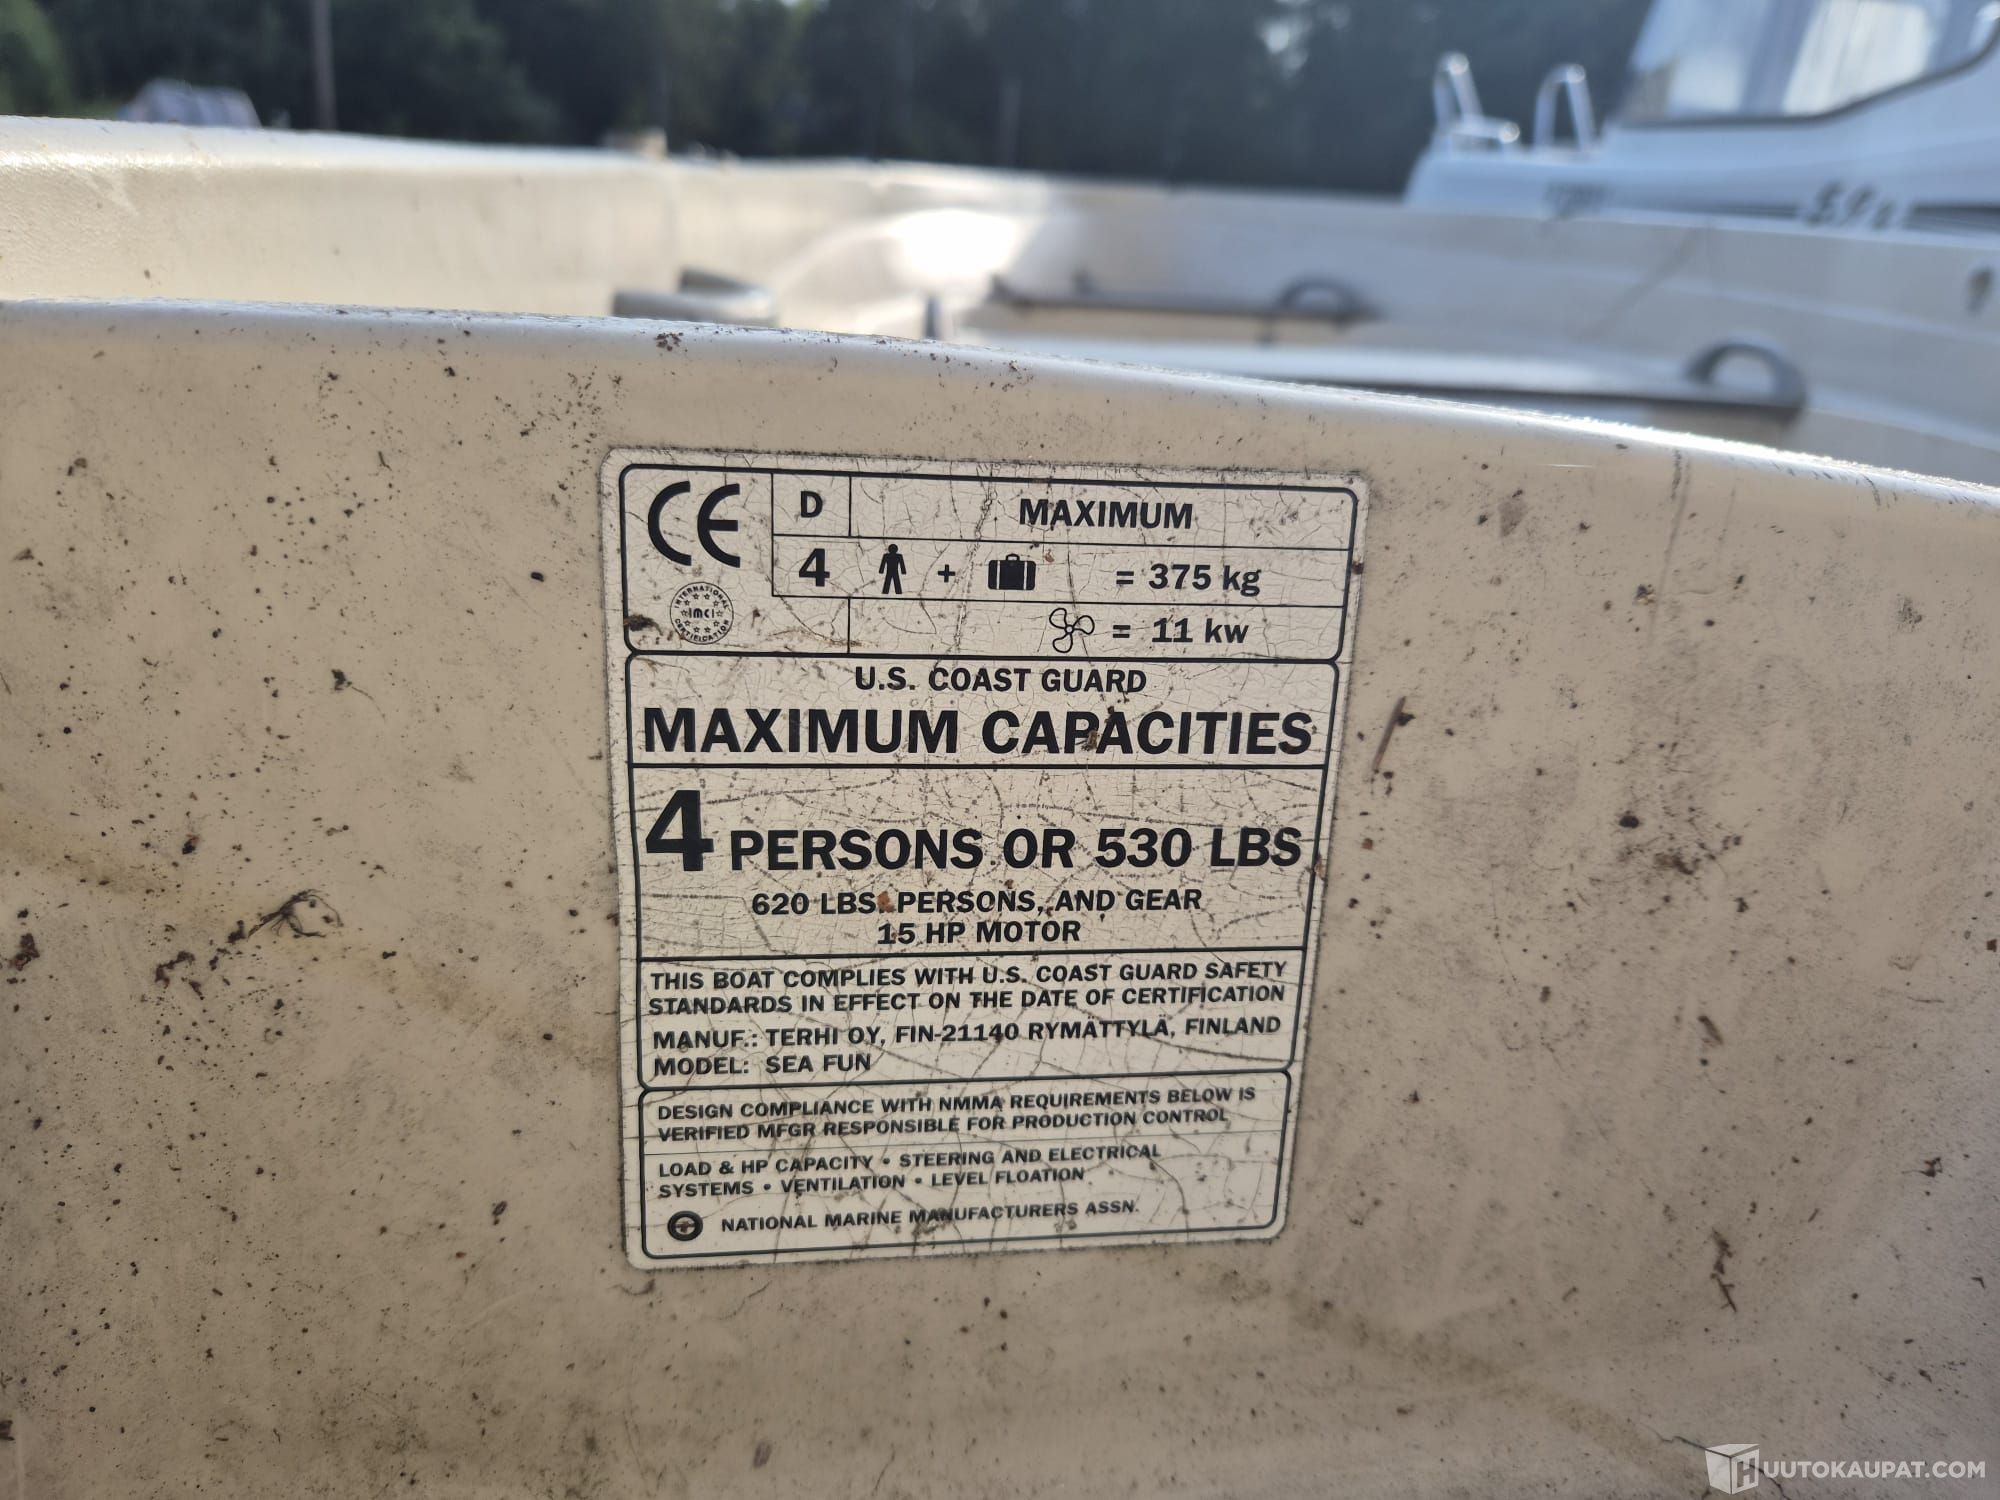 CE D MAXIMUM
4 + = 375 kg
INTERNATIONAL IMCI CERTIFICATION
= 11 kw
U.S. COAST GUARD
MAXIMUM CAPACITIES
4 PERSONS OR 530 LBS
620 LBS. PERSONS, AND GEAR
15 HP MOTOR
THIS BOAT COMPLIES WITH U.S. COAST GUARD SAFETY
STANDARDS IN EFFECT ON THE DATE OF CERTIFICATION
MANUF.: TERHI OY, FIN-21140 RYMÄTTYLÄ, FINLAND
MODEL: SEA FUN
DESIGN COMPLIANCE WITH NMMA REQUIREMENTS BELOW IS
VERIFIED MFGR RESPONSIBLE FOR PRODUCTION CONTROL
LOAD & HP CAPACITY • STEERING AND ELECTRICAL
SYSTEMS • VENTILATION • LEVEL FLOATION
NATIONAL MARINE MANUFACTURERS ASSN.
HUUTOKAUPAT.COM